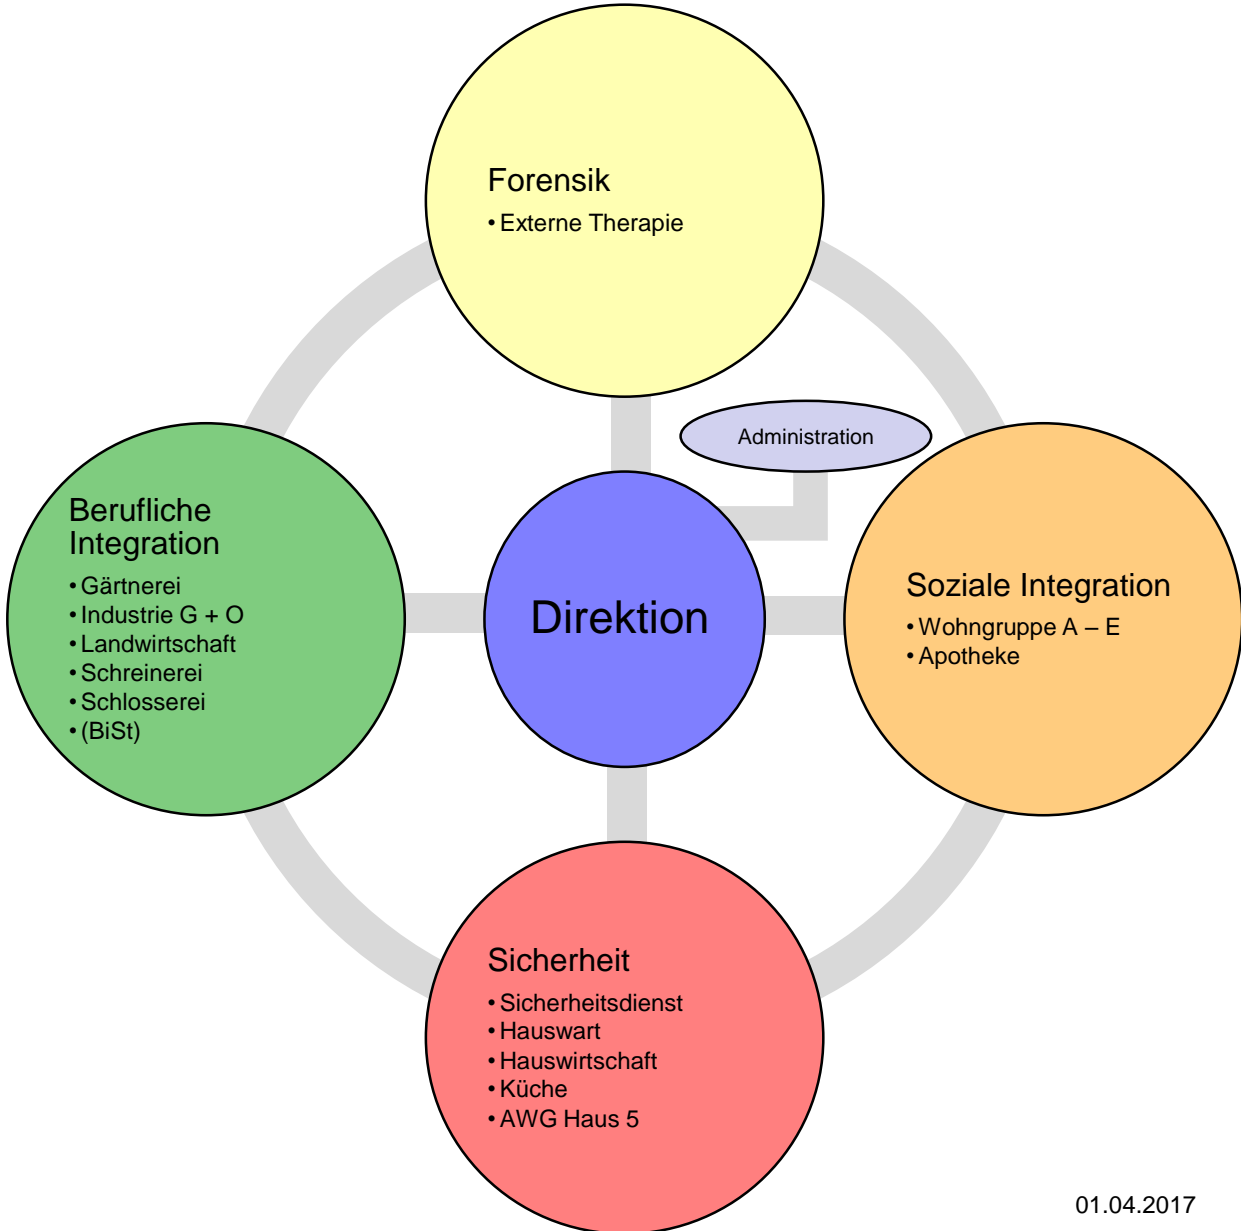 Forensik
• Externe Therapie
Administration
Berufliche
Integration
• Gärtnerei
• Industrie G + O
• Landwirtschaft
• Schreinerei
• Schlosserei
• (BiSt)
Direktion
Soziale Integration
• Wohngruppe A – E
• Apotheke
Sicherheit
• Sicherheitsdienst
• Hauswart
• Hauswirtschaft
• Küche
• AWG Haus 5
01.04.2017